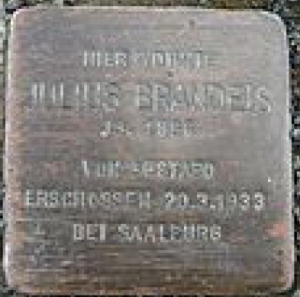 HIER WOHNTE
JULIUS BRANDEIS
JG.
ERSCHOSSEN 20.3.1933
BEI SAALBURG